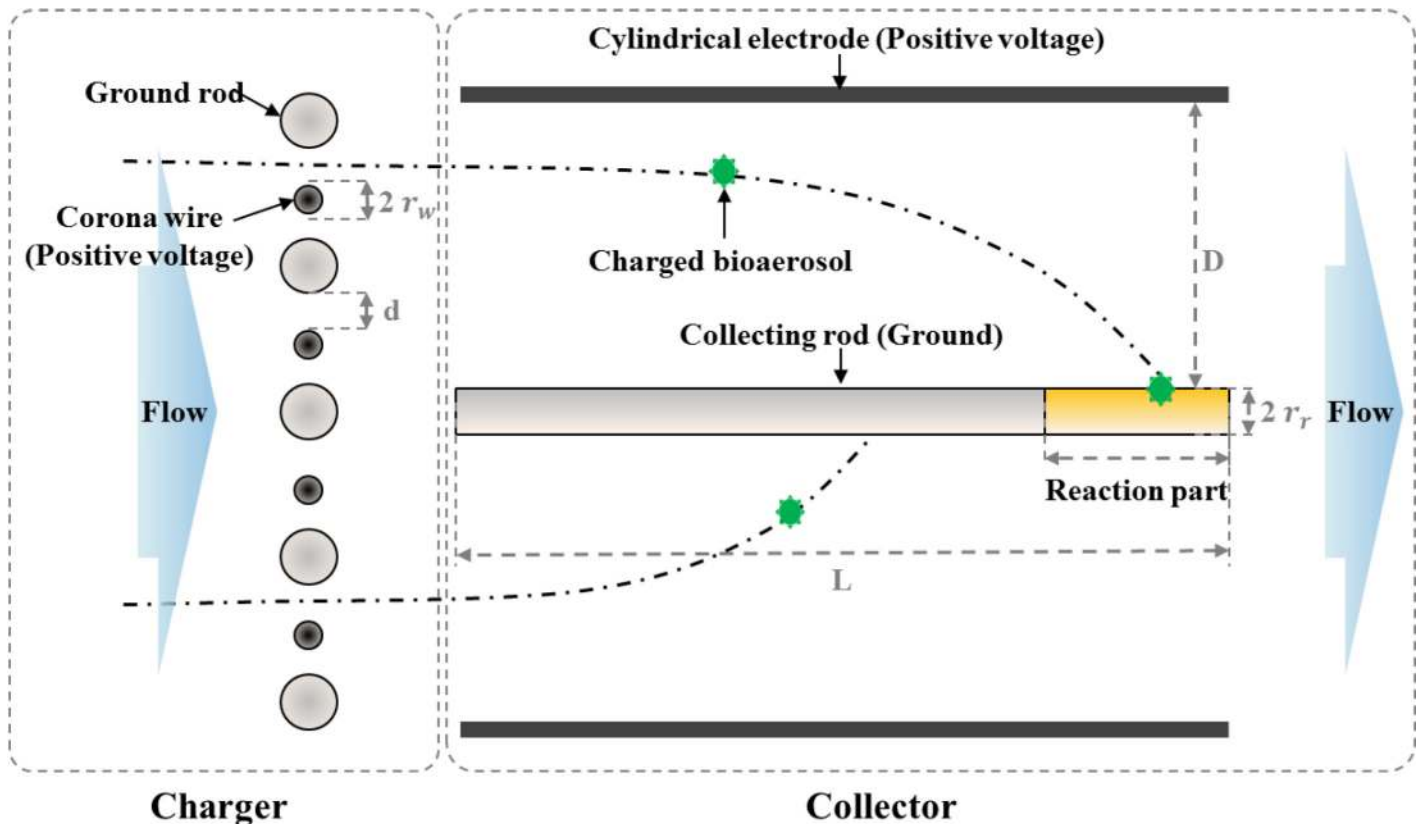 Cylindrical electrode (Positive voltage)
Ground rod
2 r_w
Corona wire
(Positive voltage)
Charged bioaerosol
D
d
Collecting rod (Ground)
Flow
2 r_r
Flow
Reaction part
L
Charger
Collector